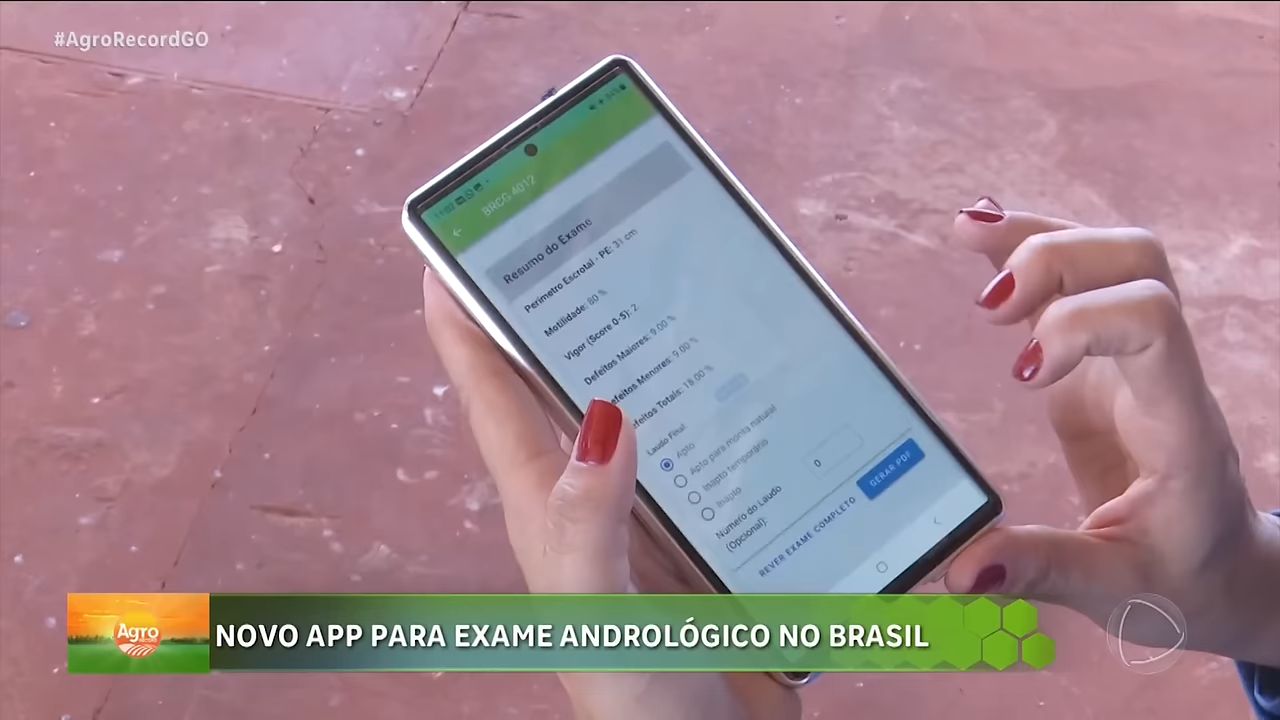 #AgroRecordGO
BRCG 4012
Resumo do Exame
Perímetro Escrotal - PE: 31 cm
Motilidade: 80 %
Vigor (Score 0-5): 2
Defeitos Maiores: 9.00 %
efeitos Menores: 9.00 %
efeitos Totais: 18.00 %
Laudo Final:
Apto
Apto para monta natural
Inapto temporário
Inapto
Número do Laudo
(Opcional):
0
REVER EXAME COMPLETO
GERAR PDF
Agro
NOVO APP PARA EXAME ANDROLÓGICO NO BRASIL